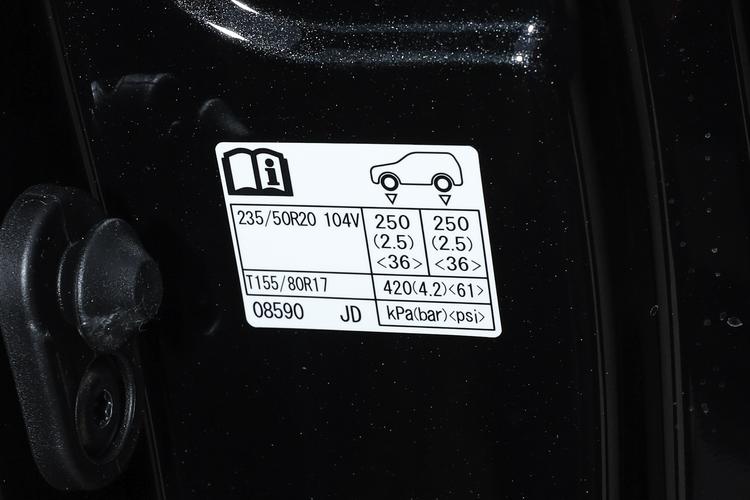 i
235/50R20 104V 250 250
(2.5) (2.5)
<36> <36>
T155/80R17 420(4.2)<61>
08590 JD kPa(bar)<psi>